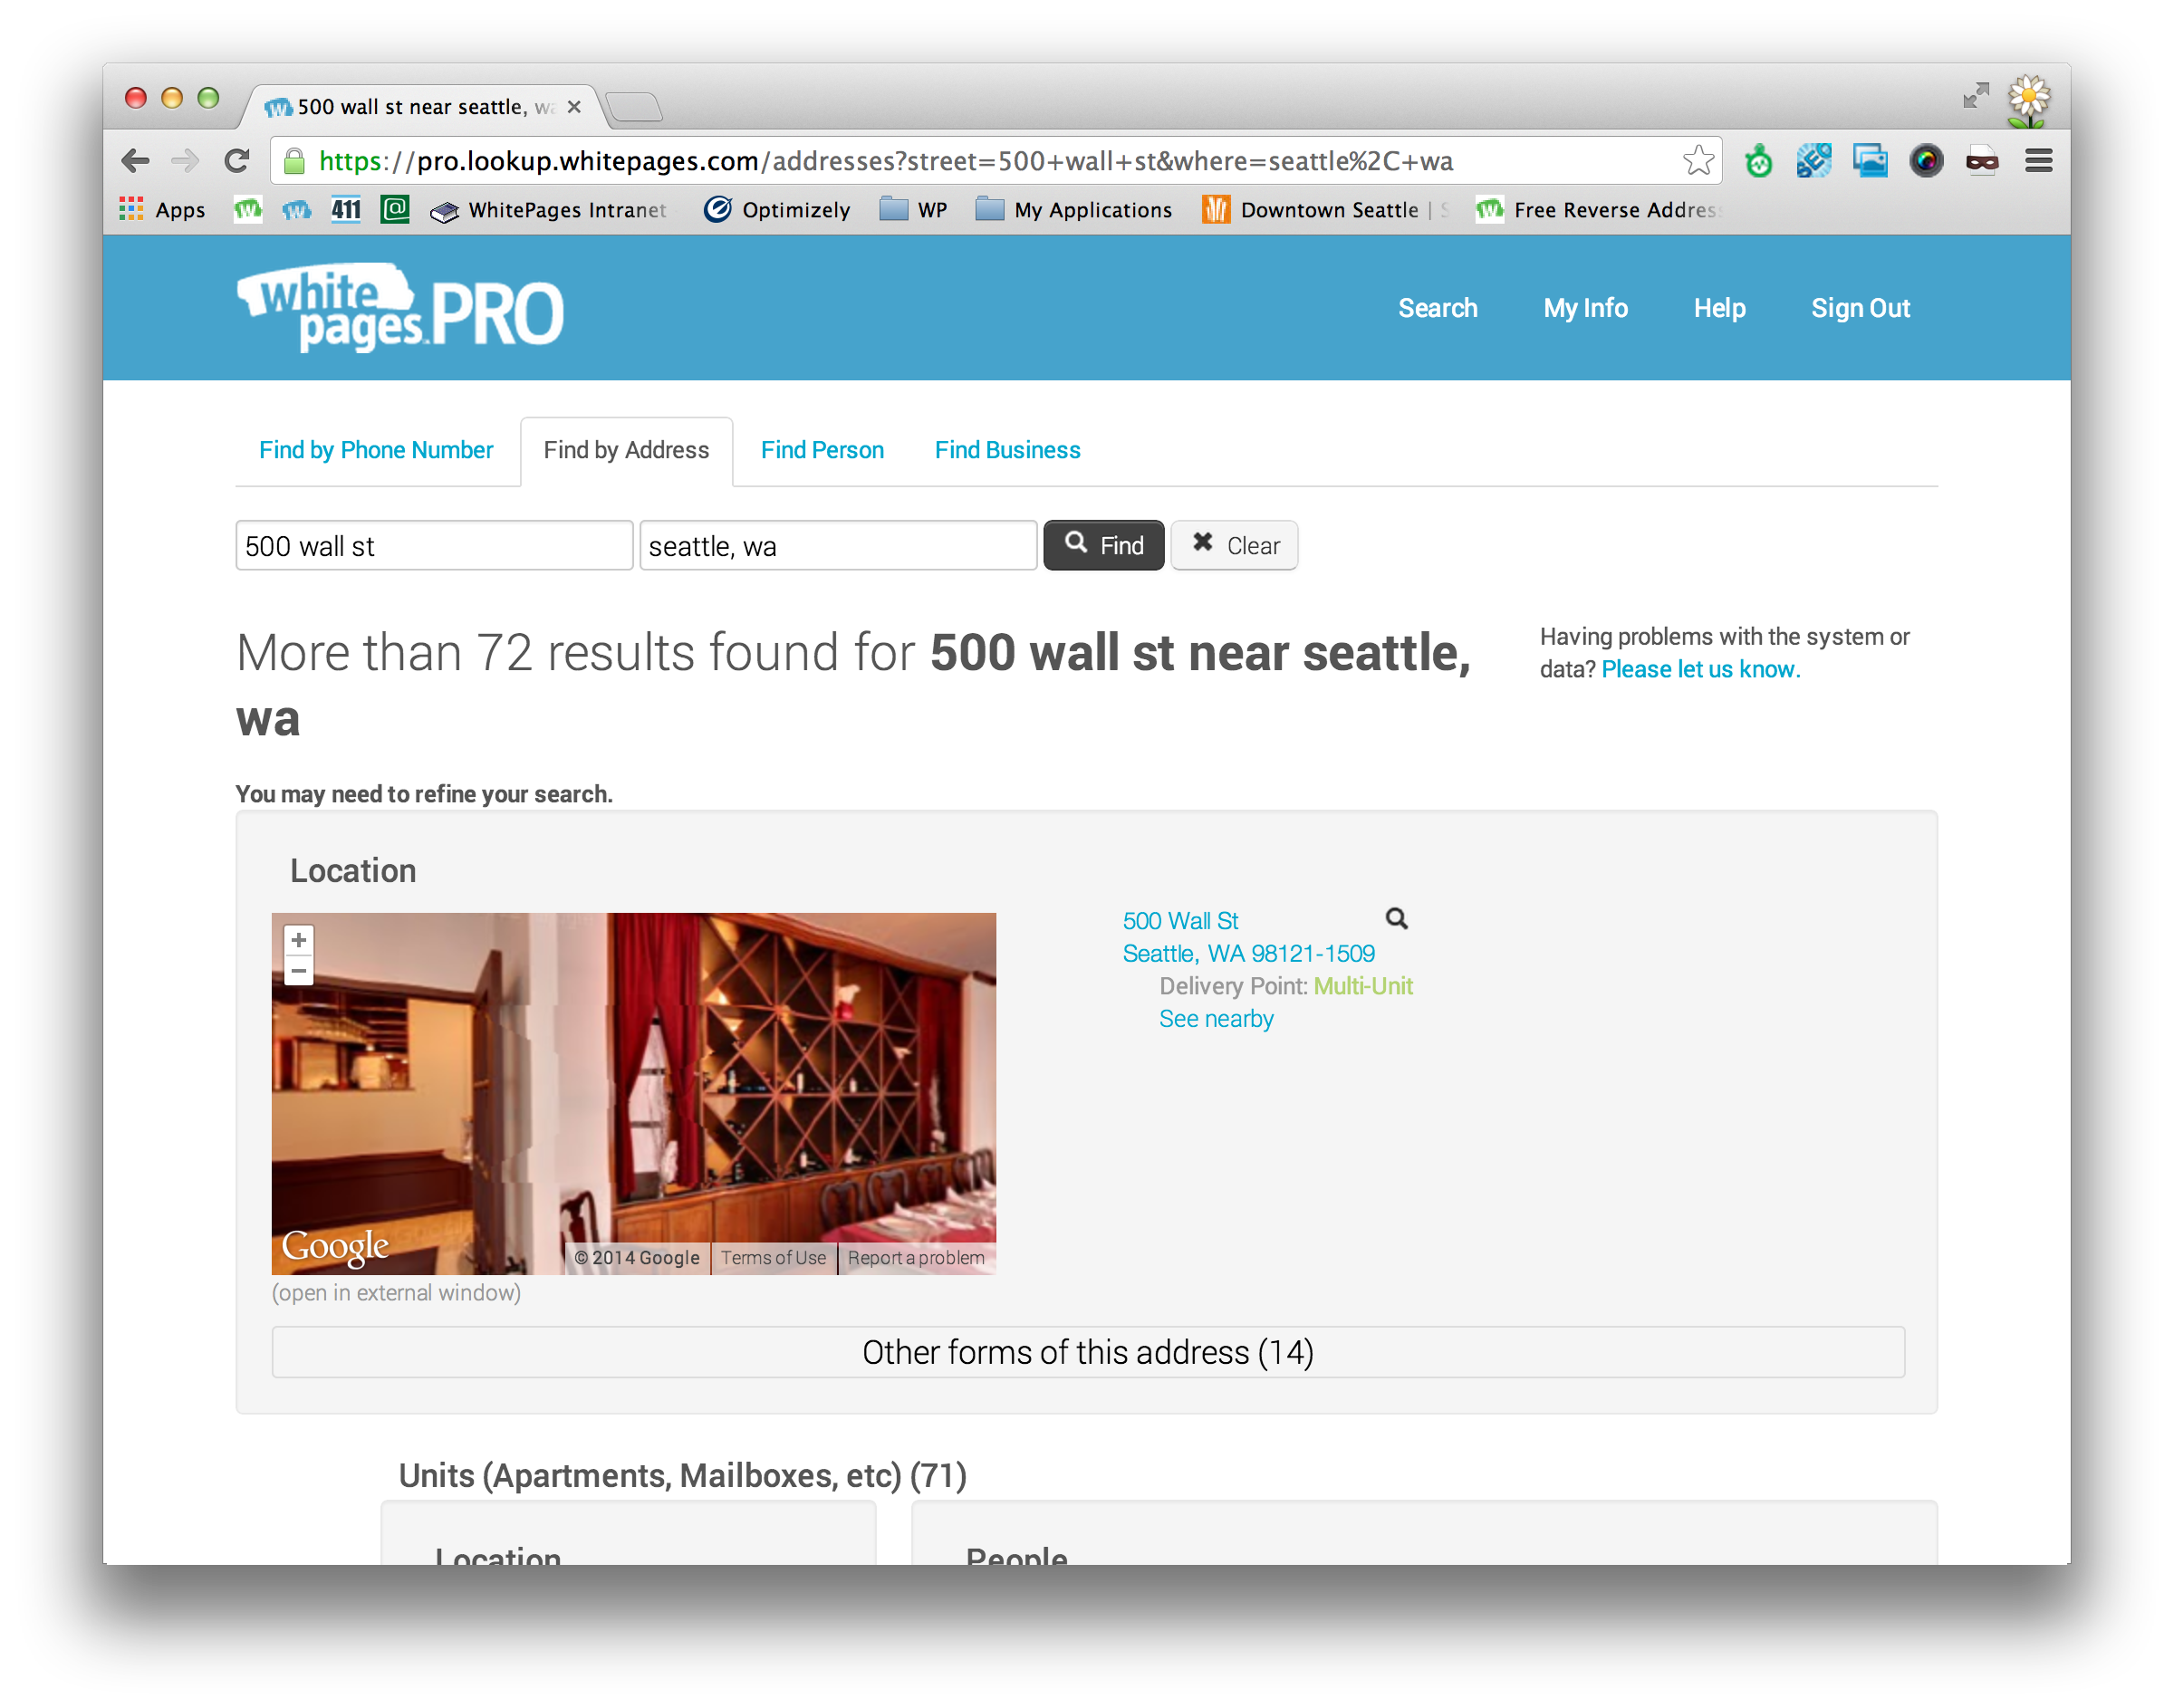 500 wall st near seattle, wa
https://pro.lookup.whitepages.com/addresses?street=500+wall+st&where=seattle%2C+wa
Apps 411 @ WhitePages Intranet Optimizely WP My Applications Downtown Seattle | S Free Reverse Address
white pages.PRO
Search My Info Help Sign Out
Find by Phone Number Find by Address Find Person Find Business
500 wall st seattle, wa Find Clear
More than 72 results found for 500 wall st near seattle,
wa
Having problems with the system or
data? Please let us know.
You may need to refine your search.
Location
500 Wall St
Seattle, WA 98121-1509
Delivery Point: Multi-Unit
See nearby
Google
© 2014 Google Terms of Use Report a problem
(open in external window)
Other forms of this address (14)
Units (Apartments, Mailboxes, etc) (71)
Location People